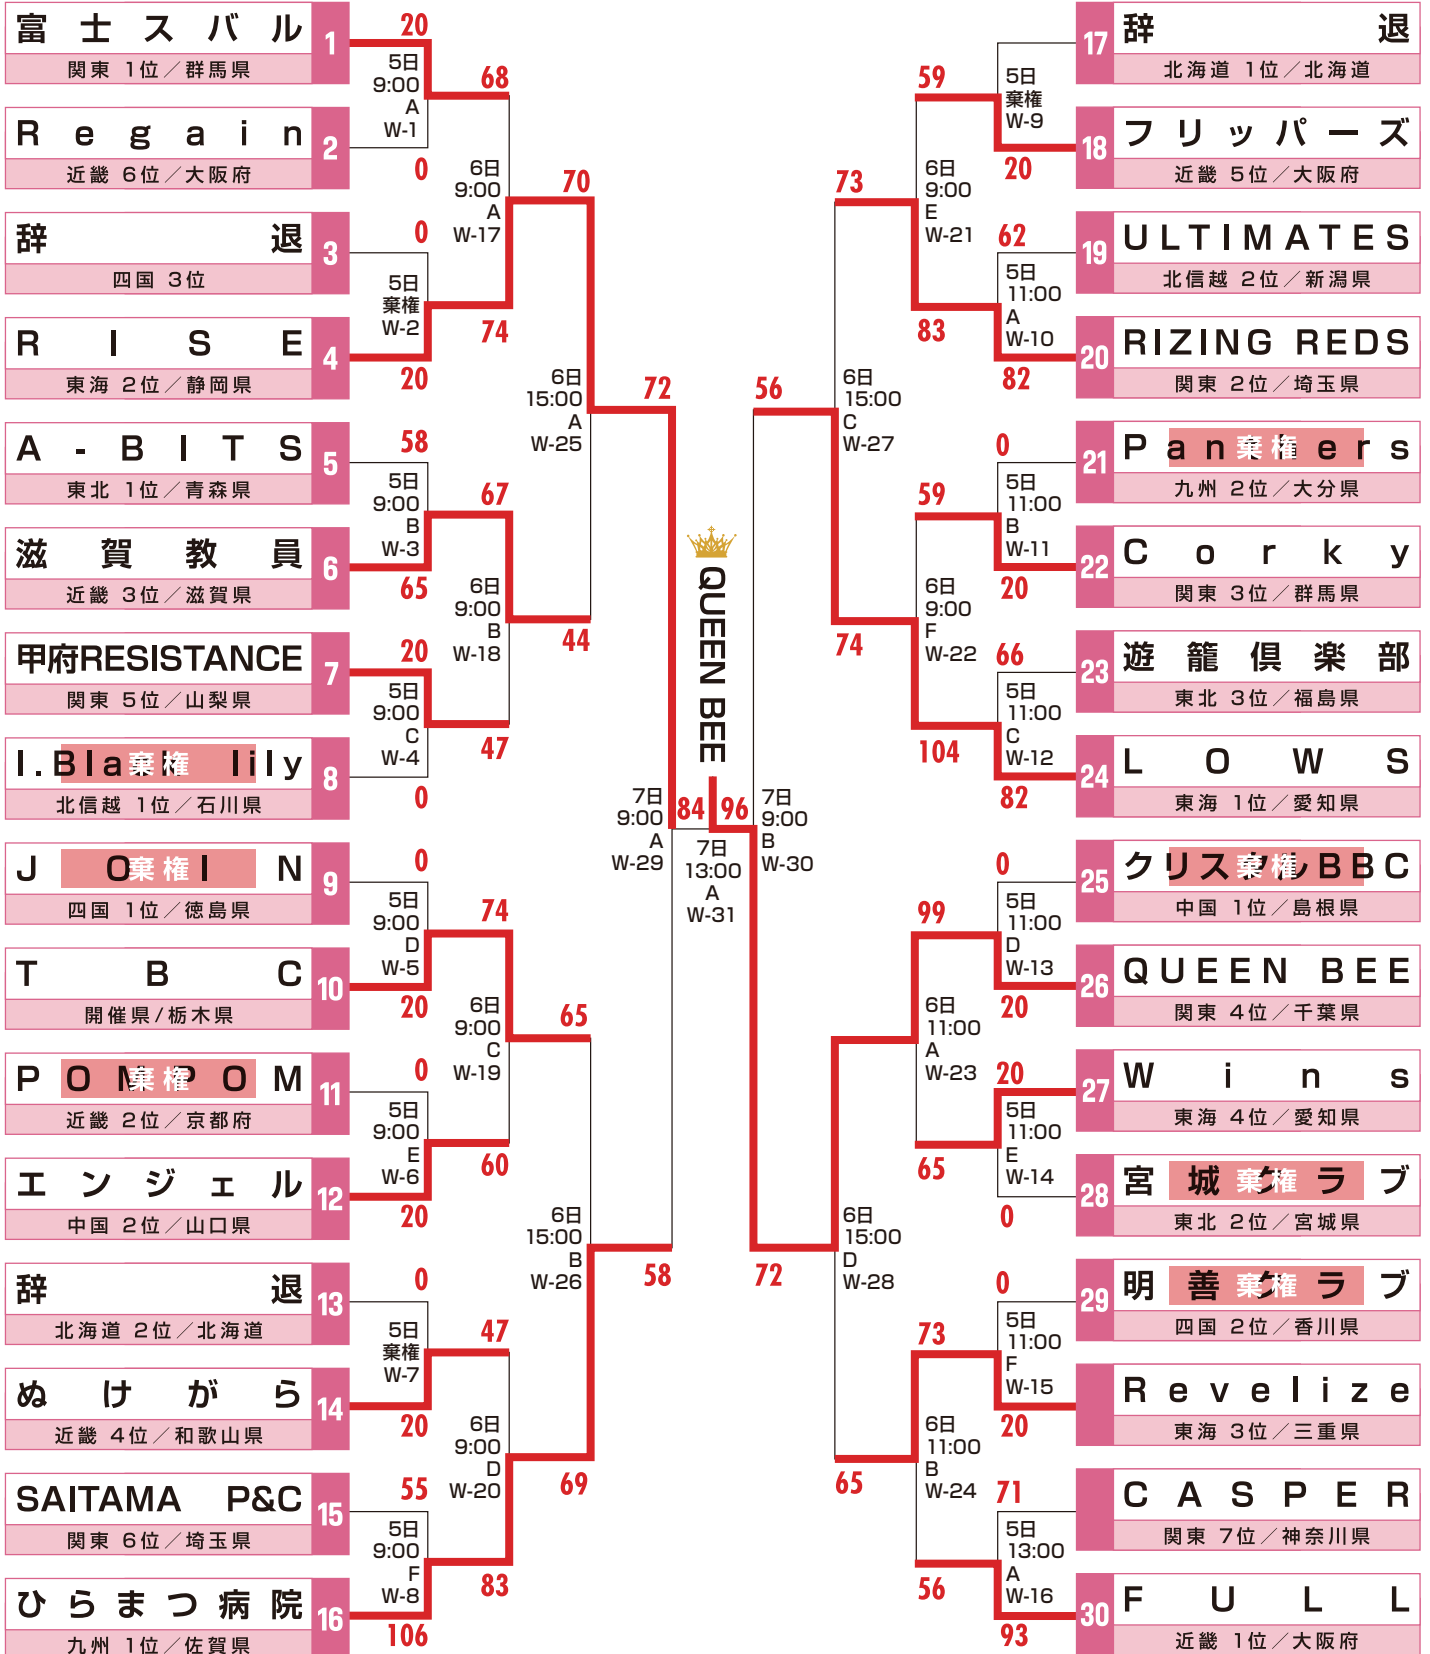 富士スバル
関東 1位／群馬県
1
Regain
近畿 6位／大阪府
2
辞退
四国 3位
3
RISE
東海 2位／静岡県
4
A-BITS
東北 1位／青森県
5
滋賀教員
近畿 3位／滋賀県
6
甲府RESISTANCE
関東 5位／山梨県
7
棄権
北信越 1位／石川県
8
JOIN
棄権
四国 1位／徳島県
9
TBC
開催県/栃木県
10
POMPOM
棄権
近畿 2位／京都府
11
エンジェル
中国 2位／山口県
12
辞退
北海道 2位／北海道
13
ぬけがら
近畿 4位／和歌山県
14
SAITAMA P&C
関東 6位／埼玉県
15
ひらまつ病院
九州 1位／佐賀県
16
20
5日
9:00
A
W-1
0
0
5日
棄権
W-2
20
58
5日
9:00
B
W-3
65
20
5日
9:00
C
W-4
0
0
5日
9:00
D
W-5
20
0
5日
9:00
E
W-6
20
0
5日
棄権
W-7
20
55
5日
9:00
F
W-8
106
68
6日
9:00
A
W-17
74
67
6日
9:00
B
W-18
47
74
6日
9:00
C
W-19
60
47
6日
9:00
D
W-20
83
70
6日
15:00
A
W-25
44
65
6日
15:00
B
W-26
69
72
7日
9:00
A
W-29
58
QUEEN BEE
84
96
7日
13:00
A
W-31
56
7日
9:00
B
W-30
72
73
6日
15:00
C
W-27
74
6日
15:00
D
W-28
65
59
6日
9:00
E
W-21
83
59
6日
9:00
F
W-22
104
99
6日
11:00
A
W-23
65
73
6日
11:00
B
W-24
56
5日
棄権
W-9
20
62
5日
11:00
A
W-10
82
0
5日
11:00
B
W-11
20
66
5日
11:00
C
W-12
82
0
5日
11:00
D
W-13
20
20
5日
11:00
E
W-14
0
0
5日
11:00
F
W-15
20
71
5日
13:00
A
W-16
93
17
辞退
北海道 1位／北海道
18
フリッパーズ
近畿 5位／大阪府
19
ULTIMATES
北信越 2位／新潟県
20
RIZING REDS
関東 2位／埼玉県
21
Panthers
棄権
九州 2位／大分県
22
Corky
関東 3位／群馬県
23
遊籠倶楽部
東北 3位／福島県
24
LOWS
東海 1位／愛知県
25
クリスタルBBC
棄権
中国 1位／島根県
26
QUEEN BEE
関東 4位／千葉県
27
Wins
東海 4位／愛知県
28
宮城クラブ
棄権
東北 2位／宮城県
29
明善クラブ
棄権
四国 2位／香川県
Revelize
東海 3位／三重県
CASPER
関東 7位／神奈川県
30
FULL
近畿 1位／大阪府